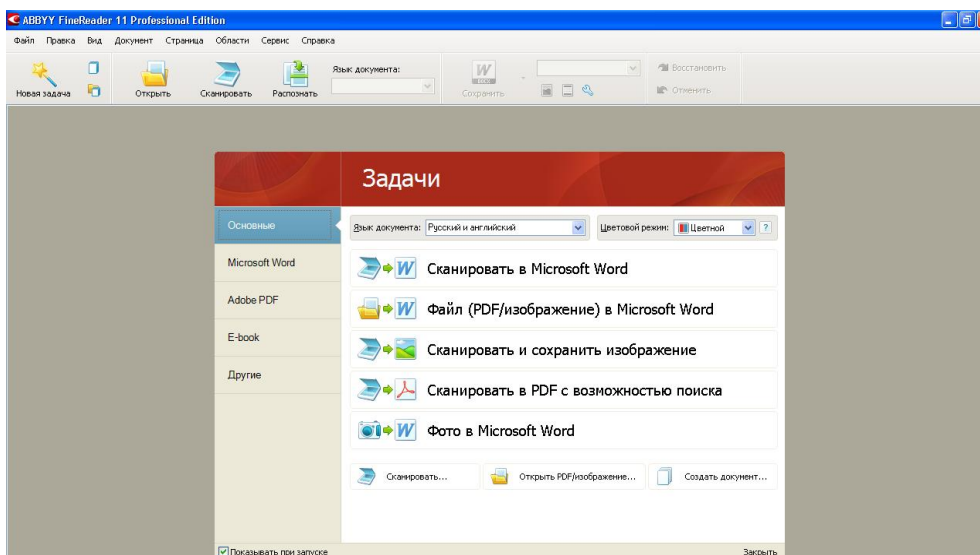 ABBYY FineReader 11 Professional Edition
Файл Правка Вид Документ Страница Области Сервис Справка
Новая задача
Открыть
Сканировать
Распознать
Язык документа:
Сохранить
Восстановить
Отменить
Задачи
Основные
Microsoft Word
Adobe PDF
E-book
Другие
Язык документа: Русский и английский
Цветовой режим: Цветной ?
Сканировать в Microsoft Word
Файл (PDF/изображение) в Microsoft Word
Сканировать и сохранить изображение
Сканировать в PDF с возможностью поиска
Фото в Microsoft Word
Сканировать... Открыть PDF/изображение... Создать документ...
Показывать при запуске Закрыть